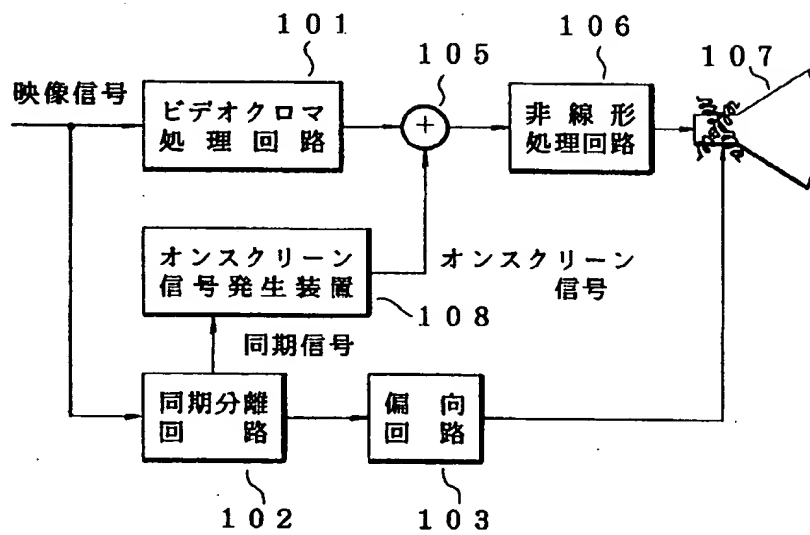 101
105
106
107
映像信号
ビデオクロマ
処理回路
+
非線形
処理回路
オンスクリーン
信号発生装置
オンスクリーン
信号
108
同期信号
同期分離
回路
偏向
回路
102
103